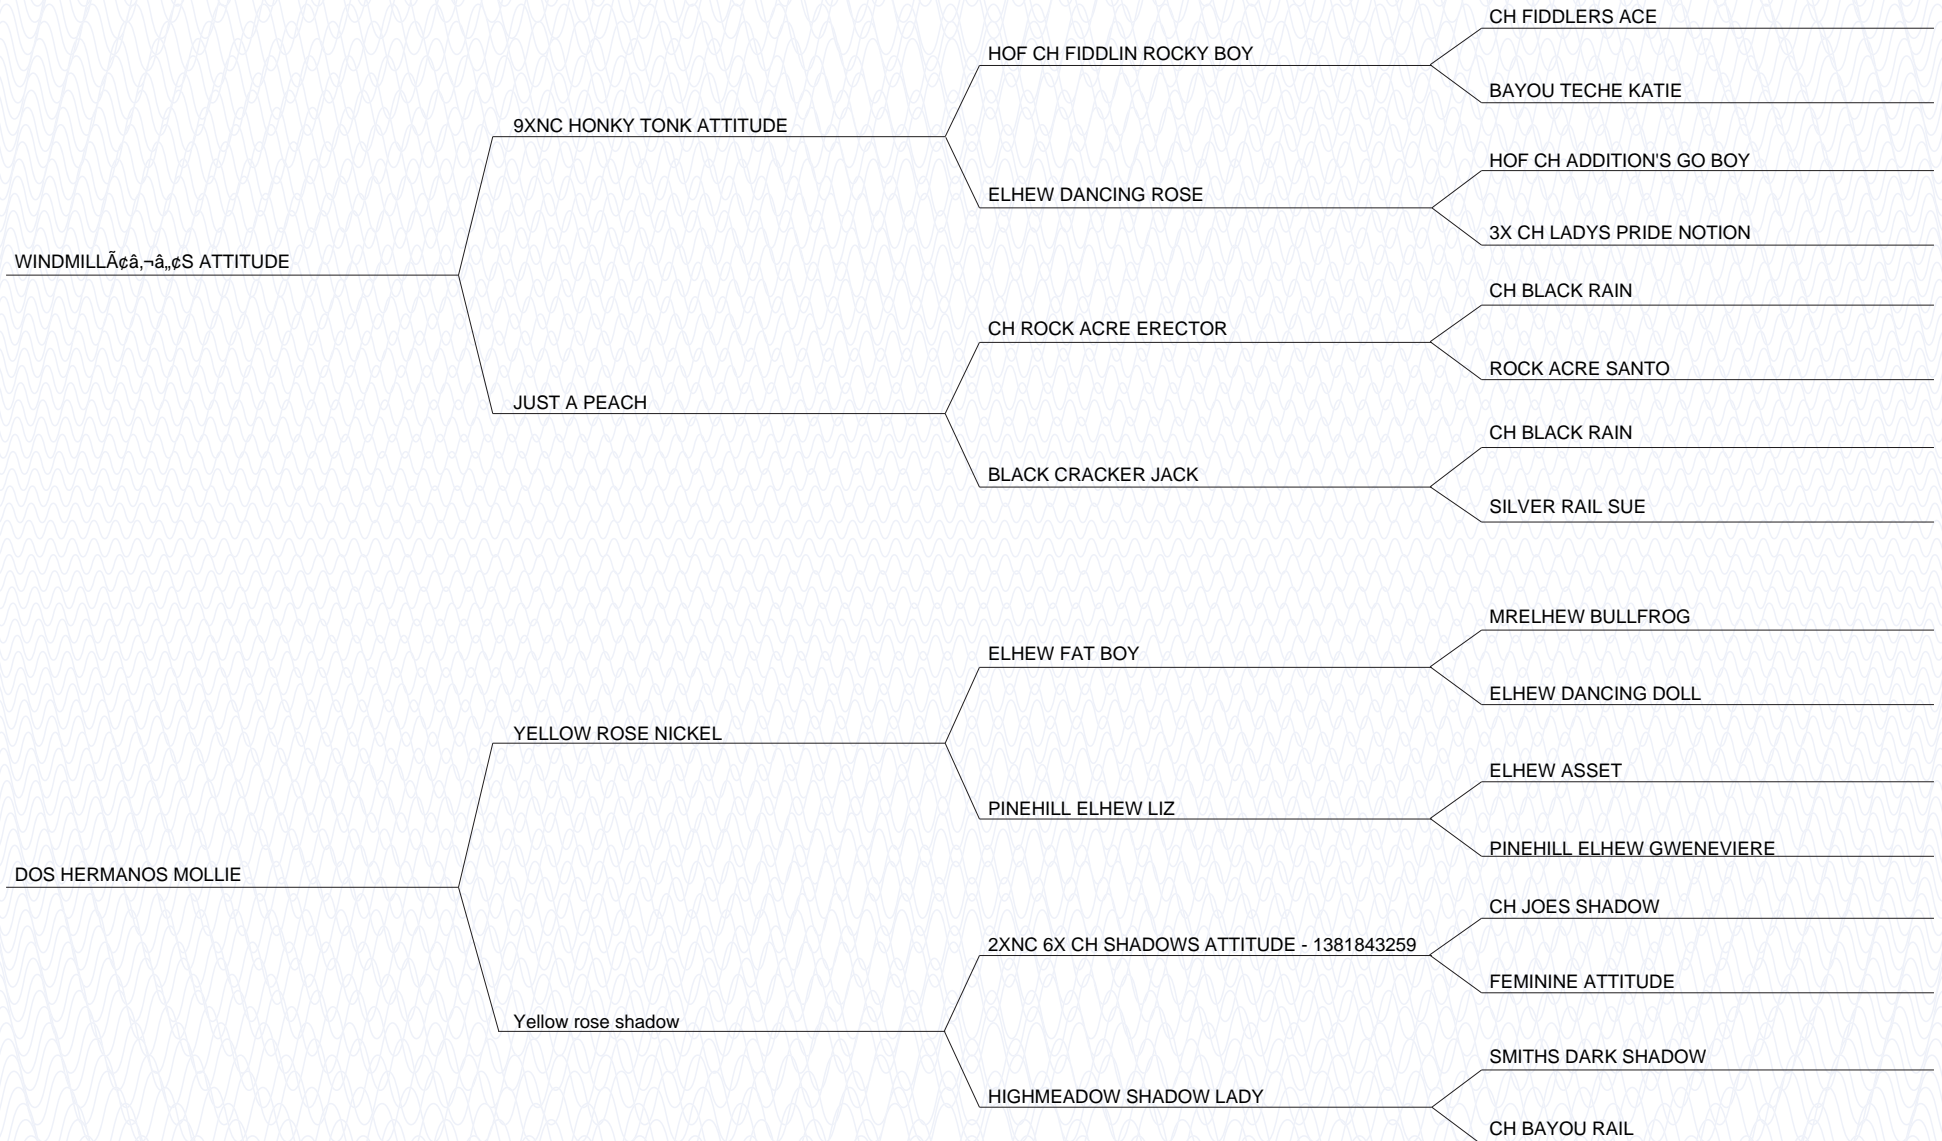 CH FIDDLERS ACE
HOF CH FIDDLIN ROCKY BOY
BAYOU TECHE KATIE
9XNC HONKY TONK ATTITUDE
HOF CH ADDITION'S GO BOY
ELHEW DANCING ROSE
3X CH LADYS PRIDE NOTION
WINDMILLÃ¢â‚¬â„¢S ATTITUDE
CH BLACK RAIN
CH ROCK ACRE ERECTOR
ROCK ACRE SANTO
JUST A PEACH
CH BLACK RAIN
BLACK CRACKER JACK
SILVER RAIL SUE
MRELHEW BULLFROG
ELHEW FAT BOY
ELHEW DANCING DOLL
YELLOW ROSE NICKEL
ELHEW ASSET
PINEHILL ELHEW LIZ
PINEHILL ELHEW GWENEVIERE
DOS HERMANOS MOLLIE
CH JOES SHADOW
2XNC 6X CH SHADOWS ATTITUDE - 1381843259
FEMININE ATTITUDE
Yellow rose shadow
SMITHS DARK SHADOW
HIGHMEADOW SHADOW LADY
CH BAYOU RAIL